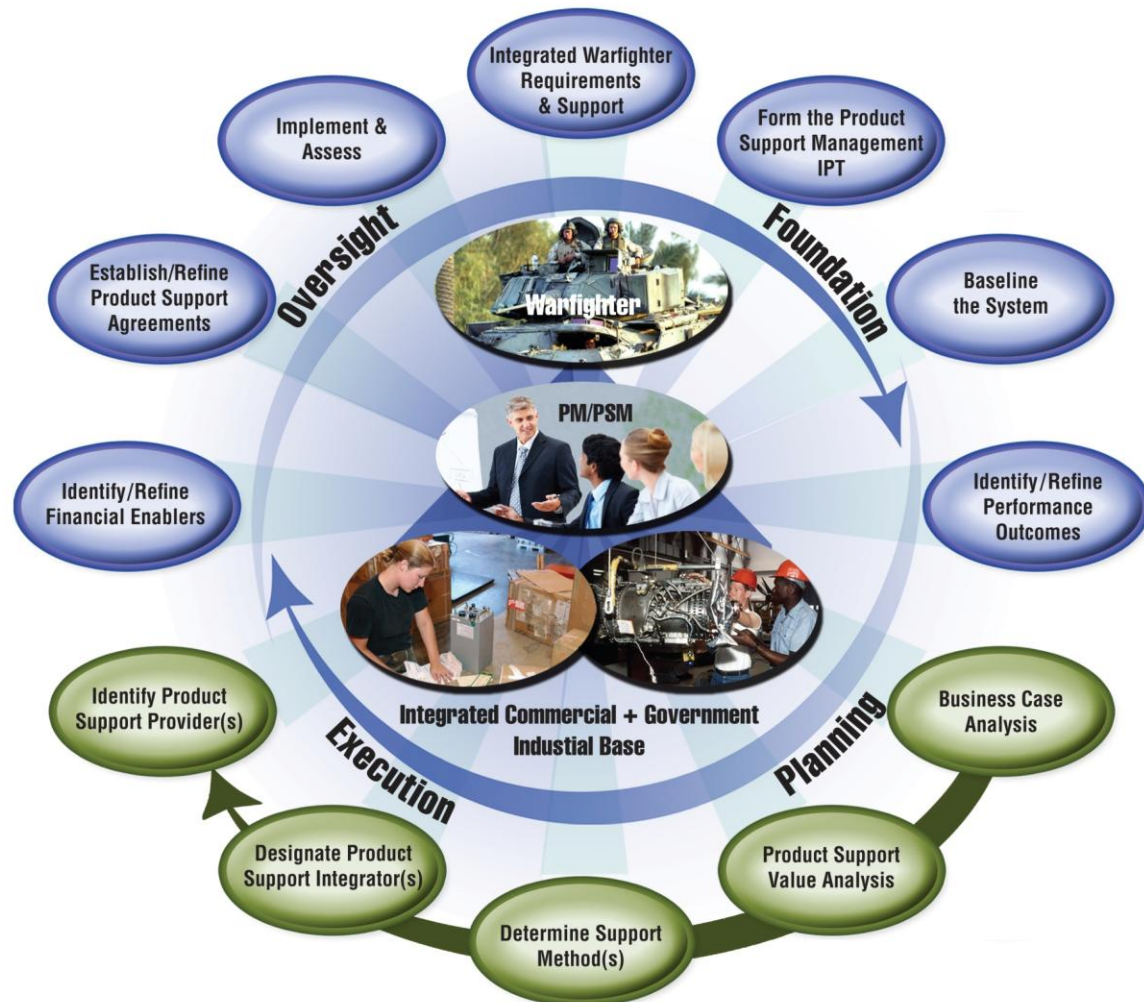 Integrated Warfighter
Requirements
& Support
Form the Product
Support Management
IPT
Baseline
the System
Identify/Refine
Performance
Outcomes
Business Case
Analysis
Product Support
Value Analysis
Determine Support
Method(s)
Designate Product
Support Integrator(s)
Identify Product
Support Provider(s)
Identify/Refine
Financial Enablers
Establish/Refine
Product Support
Agreements
Implement &
Assess
Oversight
Foundation
Planning
Execution
Warfighter
PM/PSM
Integrated Commercial + Government
Industial Base